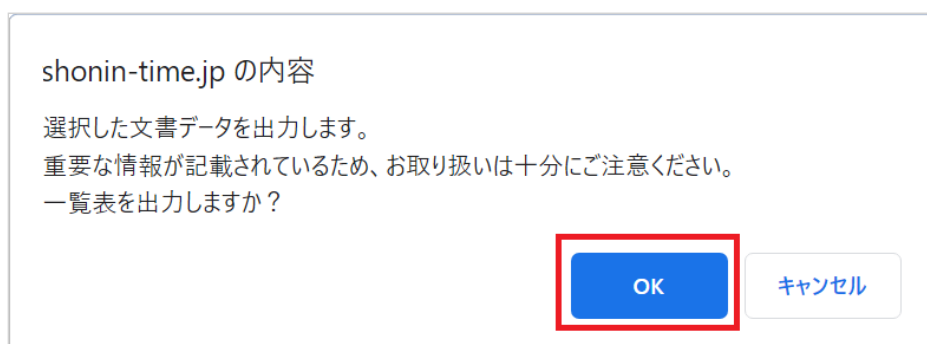 shonin-time.jp の内容
選択した文書データを出力します。
重要な情報が記載されているため、お取り扱いは十分にご注意ください。
一覧表を出力しますか？
OK
キャンセル